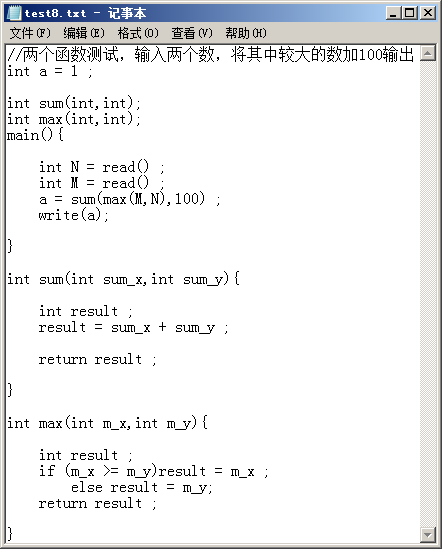 test8.txt - 记事本
文件(F) 编辑(E) 格式(O) 查看(V) 帮助(H)
//两个函数测试，输入两个数，将其中较大的数加100输出
int a = 1 ;
int sum(int,int);
int max(int,int);
main(){
int N = read() ;
int M = read() ;
a = sum(max(M,N),100) ;
write(a);
}
int sum(int sum_x,int sum_y){
int result ;
result = sum_x + sum_y ;
return result ;
}
int max(int m_x,int m_y){
int result ;
if (m_x >= m_y)result = m_x ;
else result = m_y;
return result ;
}